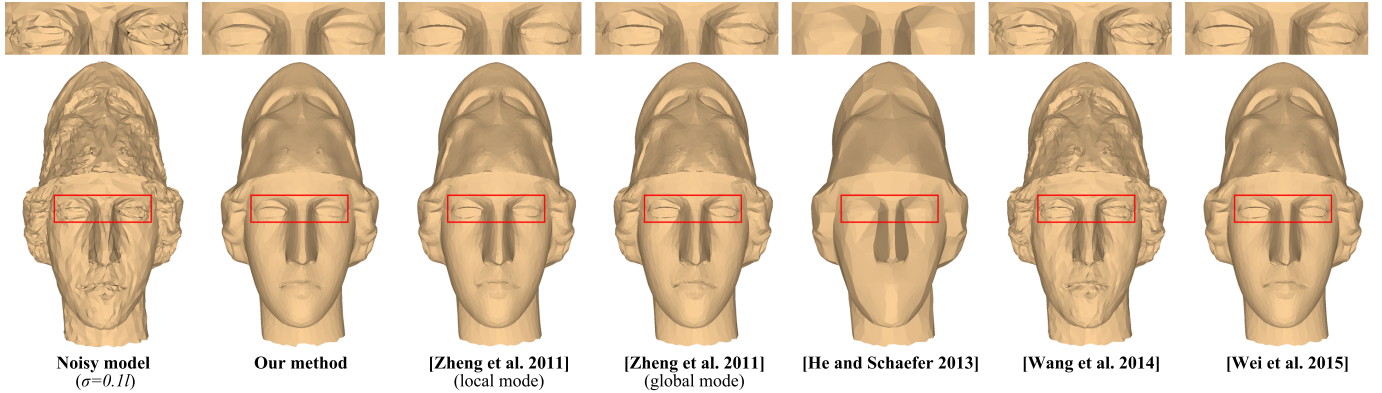 Noisy model
(σ=0.1l)
Our method
[Zheng et al. 2011]
(local mode)
[Zheng et al. 2011]
(global mode)
[He and Schaefer 2013]
[Wang et al. 2014]
[Wei et al. 2015]